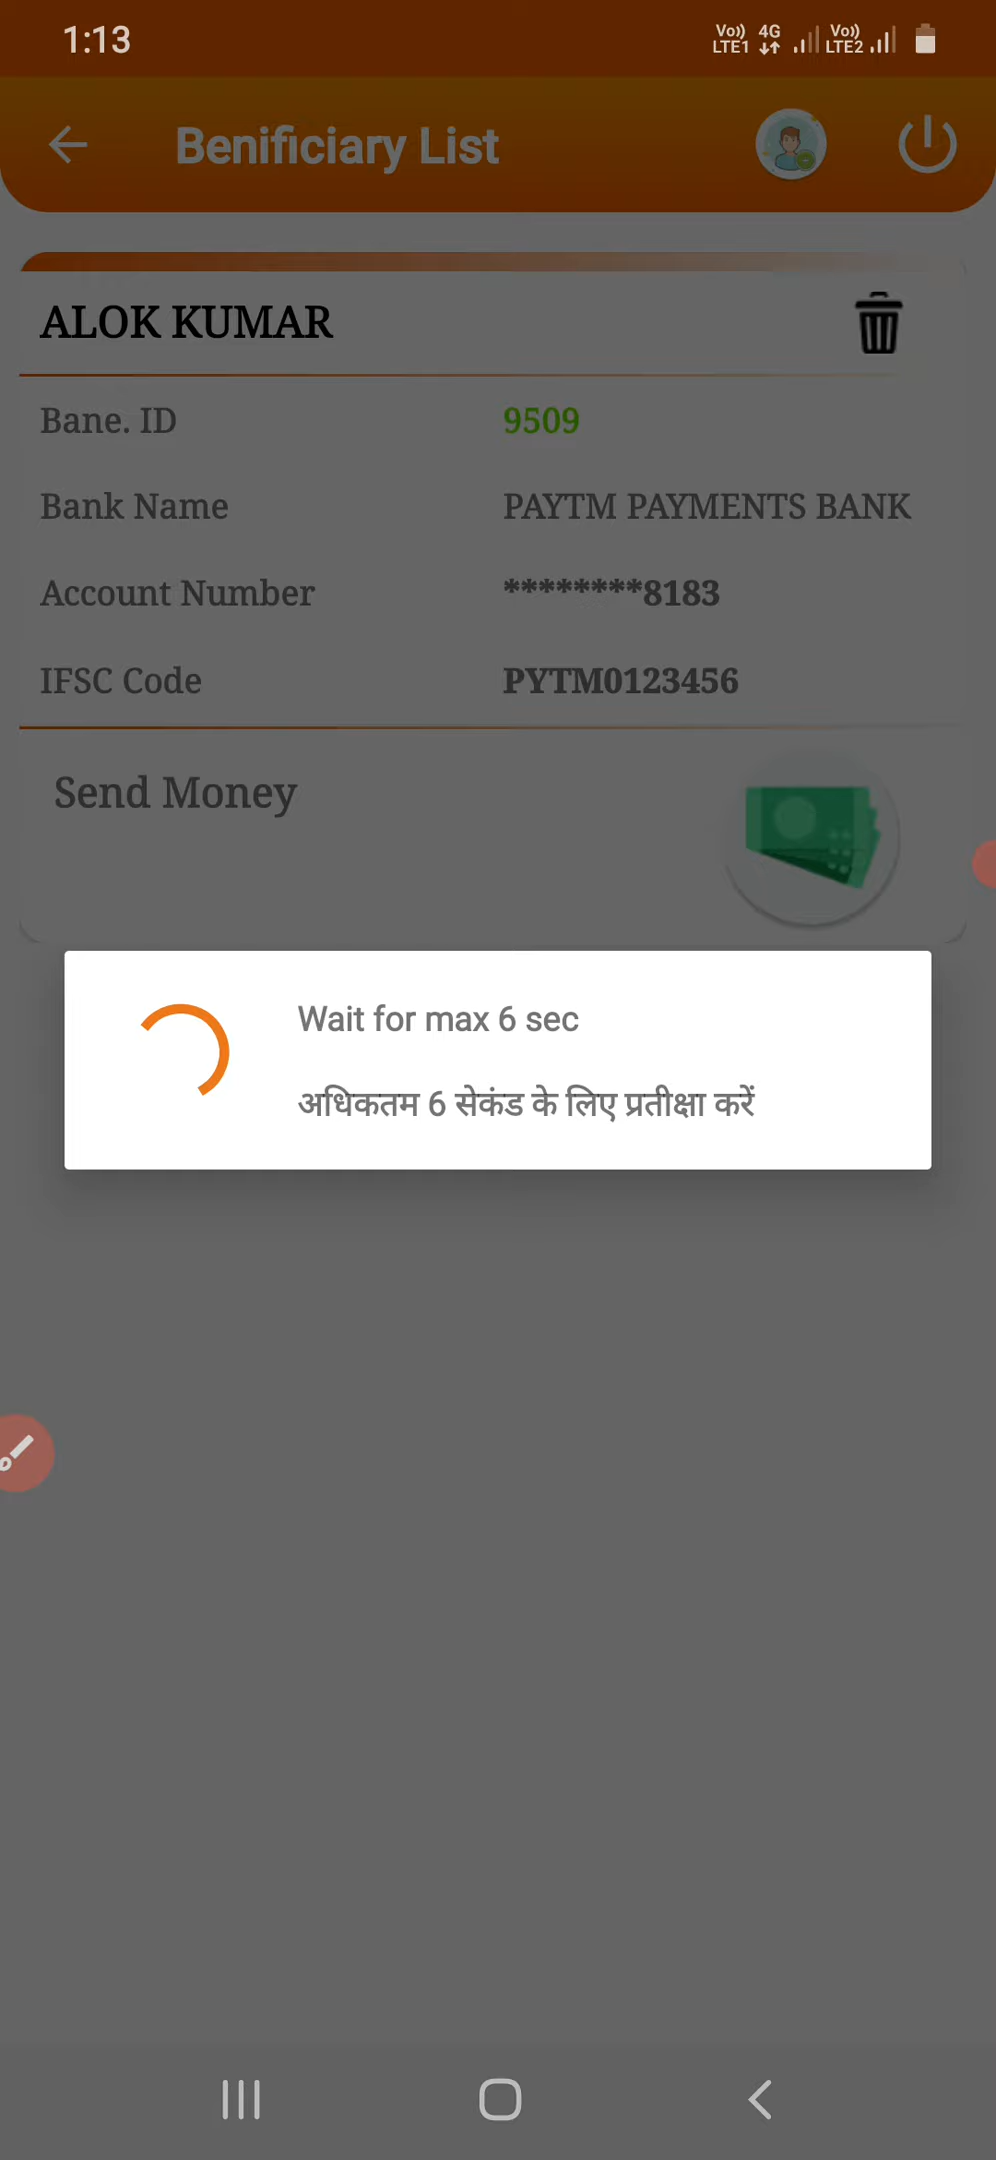 1:13
Vo)) LTE1 4G Vo)) LTE2
Benificiary List
ALOK KUMAR
Bane. ID 9509
Bank Name PAYTM PAYMENTS BANK
Account Number ********8183
IFSC Code PYTM0123456
Send Money
Wait for max 6 sec
अधिकतम 6 सेकंड के लिए प्रतीक्षा करें